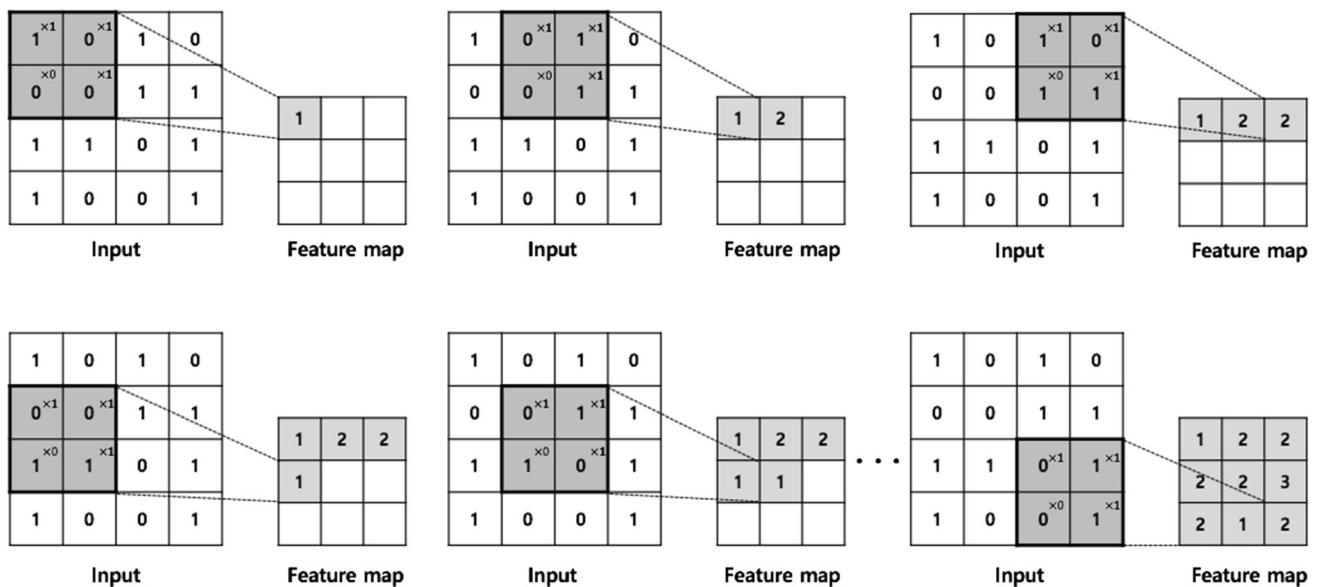 1×1 0×1 1 0
0×0 0×1 1 1
1 1 0 1
1 0 0 1
Input
1
Feature map
1 0×1 1×1 0
0 0×0 1×1 1
1 1 0 1
1 0 0 1
Input
1 2
Feature map
1 0 1×1 0×1
0 0 1×0 1×1
1 1 0 1
1 0 0 1
Input
1 2 2
Feature map
1 0 1 0
0×1 0×1 1 1
1×0 1×1 0 1
1 0 0 1
Input
1 2 2
1
Feature map
1 0 1 0
0 0×1 1×1 1
1 1×0 0×1 1
1 0 0 1
Input
1 2 2
1 1
Feature map
. . .
1 0 1 0
0 0 1 1
1 1 0×1 1×1
1 0 0×0 1×1
Input
1 2 2
2 2 3
2 1 2
Feature map